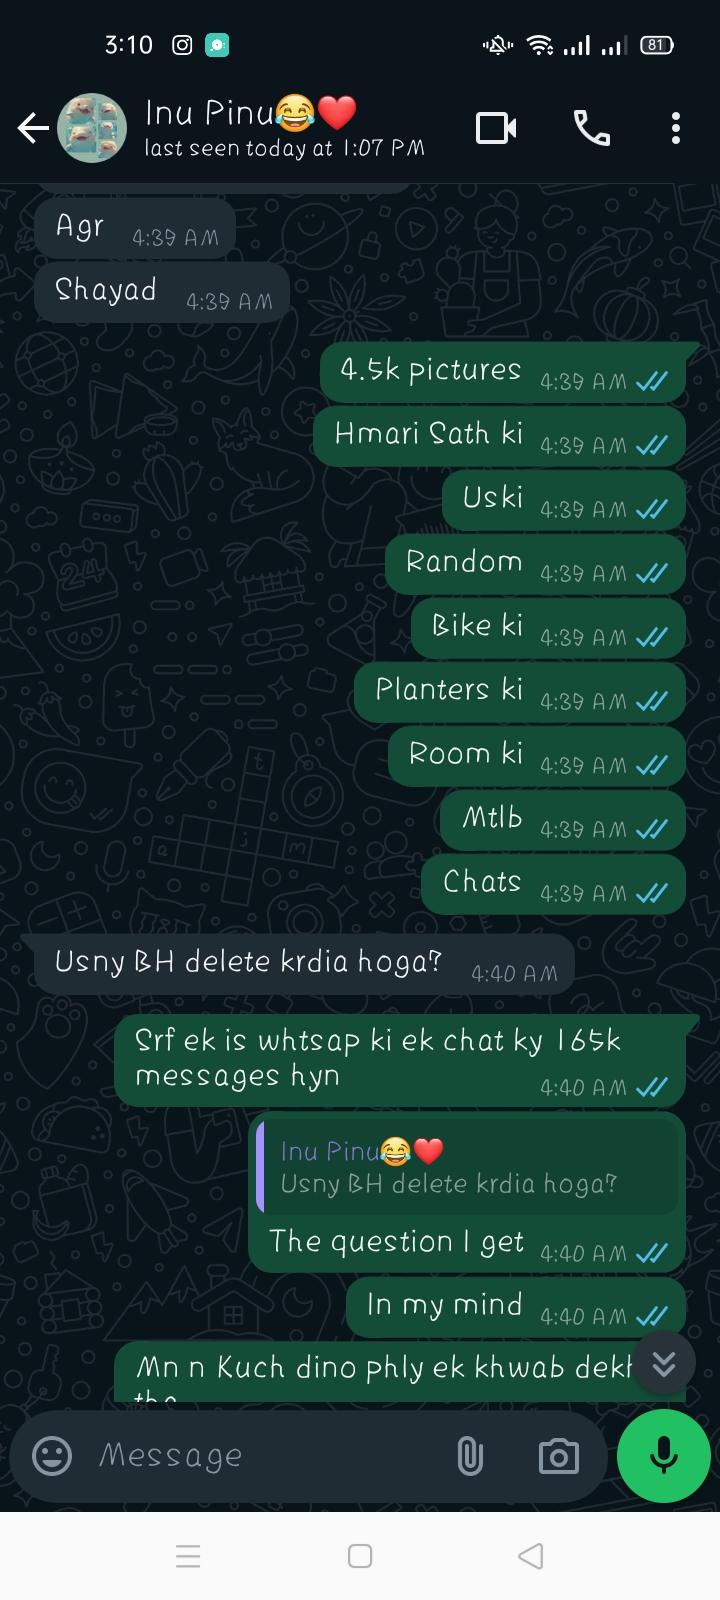 3:10
81
Inu Pinu😂❤️
last seen today at 1:07 PM
Agr 4:39 AM
Shayad 4:39 AM
4.5k pictures 4:39 AM
Hmari Sath ki 4:39 AM
Uski 4:39 AM
Random 4:39 AM
Bike ki 4:39 AM
Planters ki 4:39 AM
Room ki 4:39 AM
Mtlb 4:39 AM
Chats 4:39 AM
Usny BH delete krdia hoga? 4:40 AM
Srf ek is whtsap ki ek chat ky 165k
messages hyn 4:40 AM
Inu Pinu😂❤️
Usny BH delete krdia hoga?
The question I get 4:40 AM
In my mind 4:40 AM
Mn n Kuch dino phly ek khwab dekh
Message